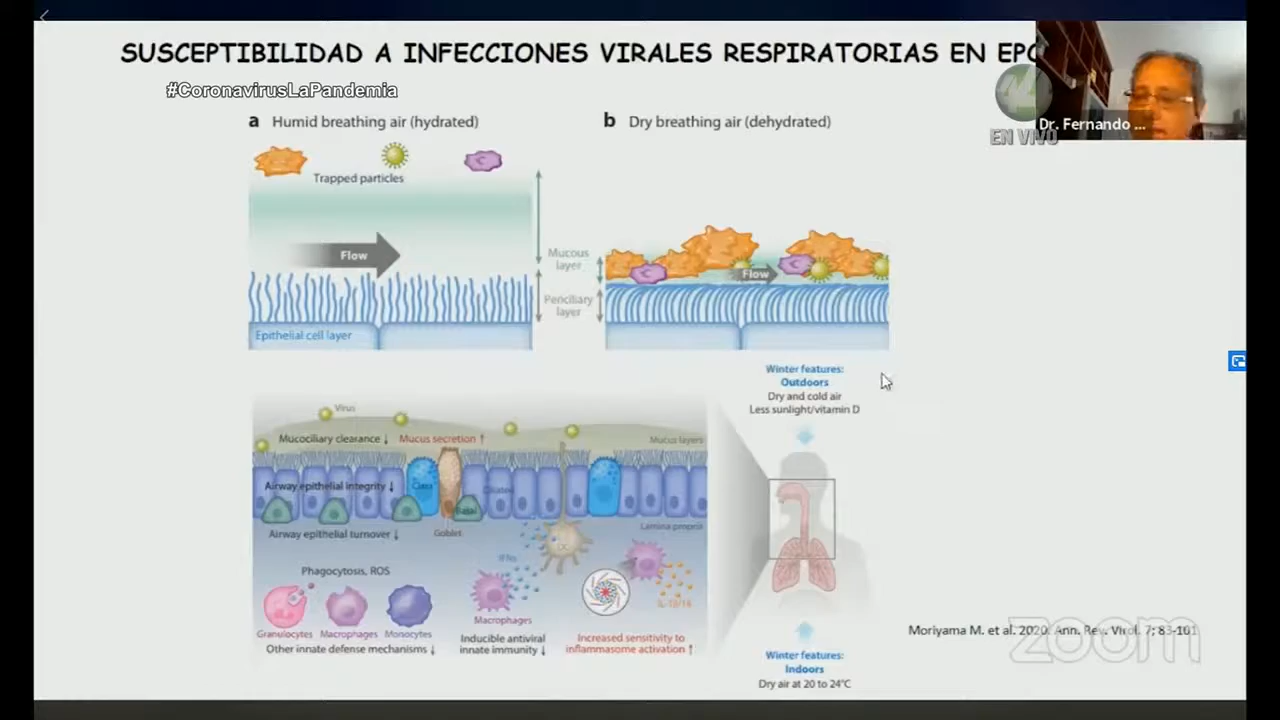 SUSCEPTIBILIDAD A INFECCIONES VIRALES RESPIRATORIAS EN
#CoronavirusLaPandemia
EN VIVO
Dr. Fernando ...
a Humid breathing air (hydrated)
b Dry breathing air (dehydrated)
Trapped particles
Flow
Mucous
layer
Flow
Periciliary
layer
Epithelial cell layer
Winter features:
Outdoors
Dry and cold air
Less sunlight/vitamin D
Virus
Mucociliary clearance ↓
Mucus secretion ↑
Mucus layers
Airway epithelial integrity ↓
Club
Ciliated
Basal
Goblet
Lamina propria
Airway epithelial turnover ↓
IFNs
DC
Phagocytosis, ROS
Macrophages
IL-1β/18
Granulocytes
Macrophages
Monocytes
Other innate defense mechanisms ↓
Inducible antiviral
innate immunity ↓
Increased sensitivity to
inflammasome activation ↑
Winter features:
Indoors
Dry air at 20 to 24°C
Moriyama M. et al. 2020. Ann. Rev. Virol. 7; 83-101
zoom